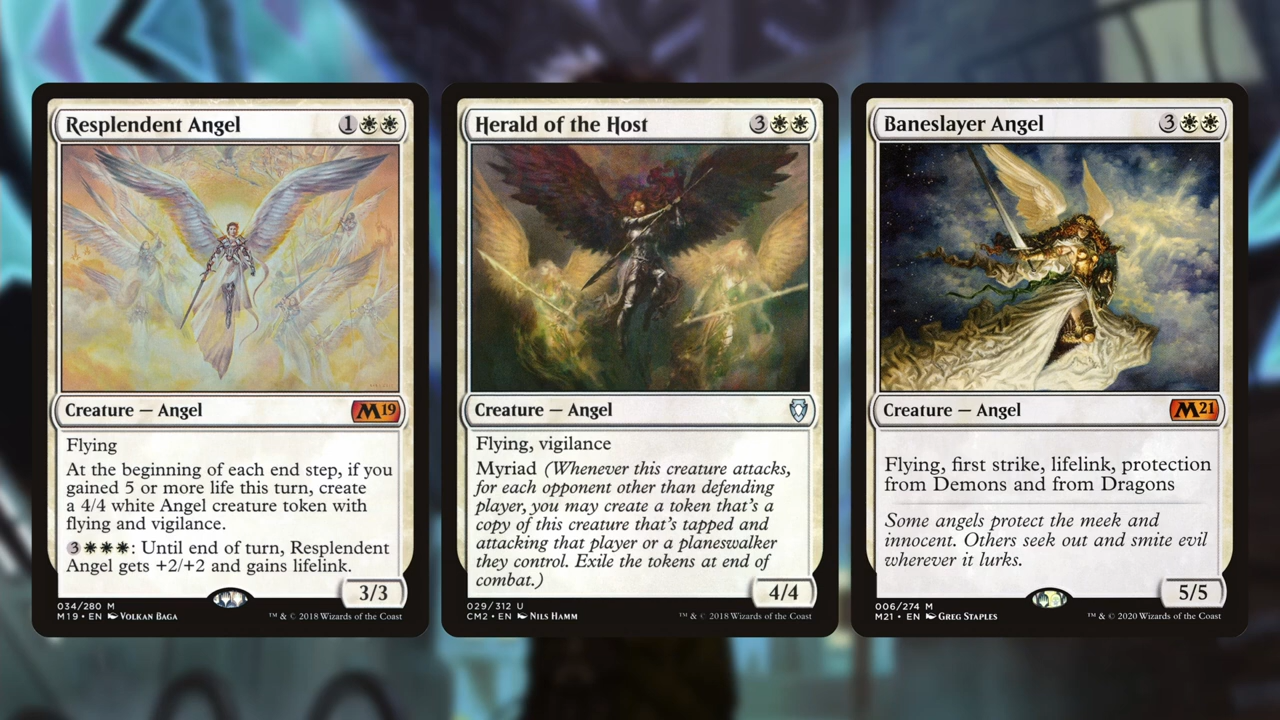 Resplendent Angel
1
Creature — Angel
M19
Flying
At the beginning of each end step, if you
gained 5 or more life this turn, create
a 4/4 white Angel creature token with
flying and vigilance.
3: Until end of turn, Resplendent
Angel gets +2/+2 and gains lifelink.
3/3
034/280 M
M19 • EN VOLKAN BAGA
™ & © 2018 Wizards of the Coast
Herald of the Host
3
Creature — Angel
Flying, vigilance
Myriad (Whenever this creature attacks,
for each opponent other than defending
player, you may create a token that's a
copy of this creature that's tapped and
attacking that player or a planeswalker
they control. Exile the tokens at end of
combat.)
4/4
029/312 U
CM2 • EN NILS HAMM
™ & © 2018 Wizards of the Coast
Baneslayer Angel
3
Creature — Angel
M21
Flying, first strike, lifelink, protection
from Demons and from Dragons
Some angels protect the meek and
innocent. Others seek out and smite evil
wherever it lurks.
5/5
006/274 M
M21 • EN GREG STAPLES
™ & © 2020 Wizards of the Coast